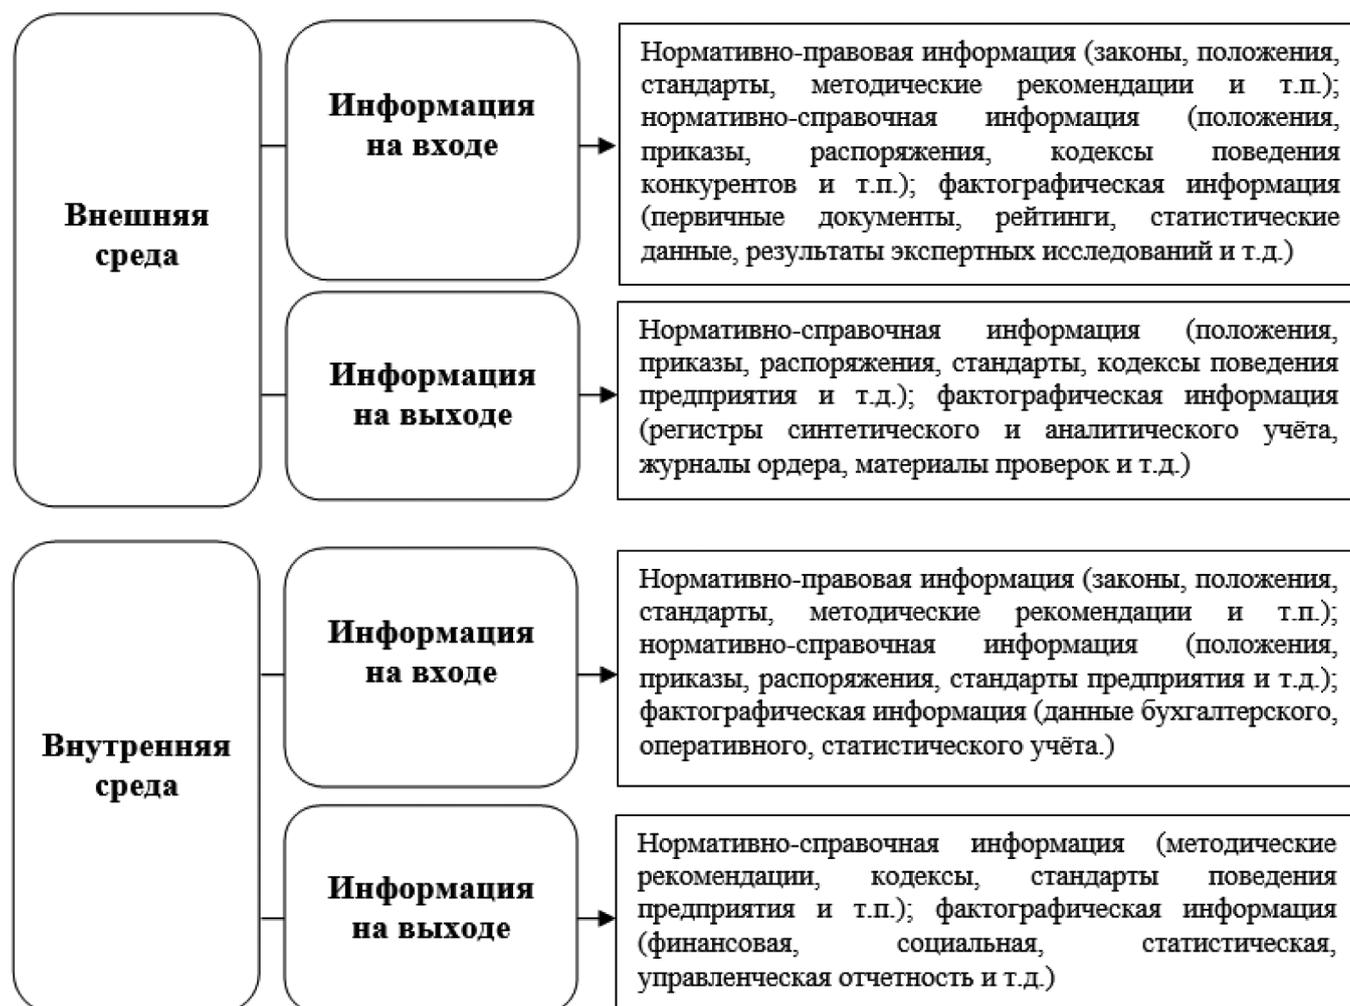 Внешняя
среда
Информация
на входе
Нормативно-правовая информация (законы, положения,
стандарты, методические рекомендации и т.п.);
нормативно-справочная информация (положения,
приказы, распоряжения, кодексы поведения
конкурентов и т.п.); фактографическая информация
(первичные документы, рейтинги, статистические
данные, результаты экспертных исследований и т.д.)
Информация
на выходе
Нормативно-справочная информация (положения,
приказы, распоряжения, стандарты, кодексы поведения
предприятия и т.д.); фактографическая информация
(регистры синтетического и аналитического учёта,
журналы ордера, материалы проверок и т.д.)
Внутренняя
среда
Информация
на входе
Нормативно-правовая информация (законы, положения,
стандарты, методические рекомендации и т.п.);
нормативно-справочная информация (положения,
приказы, распоряжения, стандарты предприятия и т.д.);
фактографическая информация (данные бухгалтерского,
оперативного, статистического учёта.)
Информация
на выходе
Нормативно-справочная информация (методические
рекомендации, кодексы, стандарты поведения
предприятия и т.п.); фактографическая информация
(финансовая, социальная, статистическая,
управленческая отчетность и т.д.)